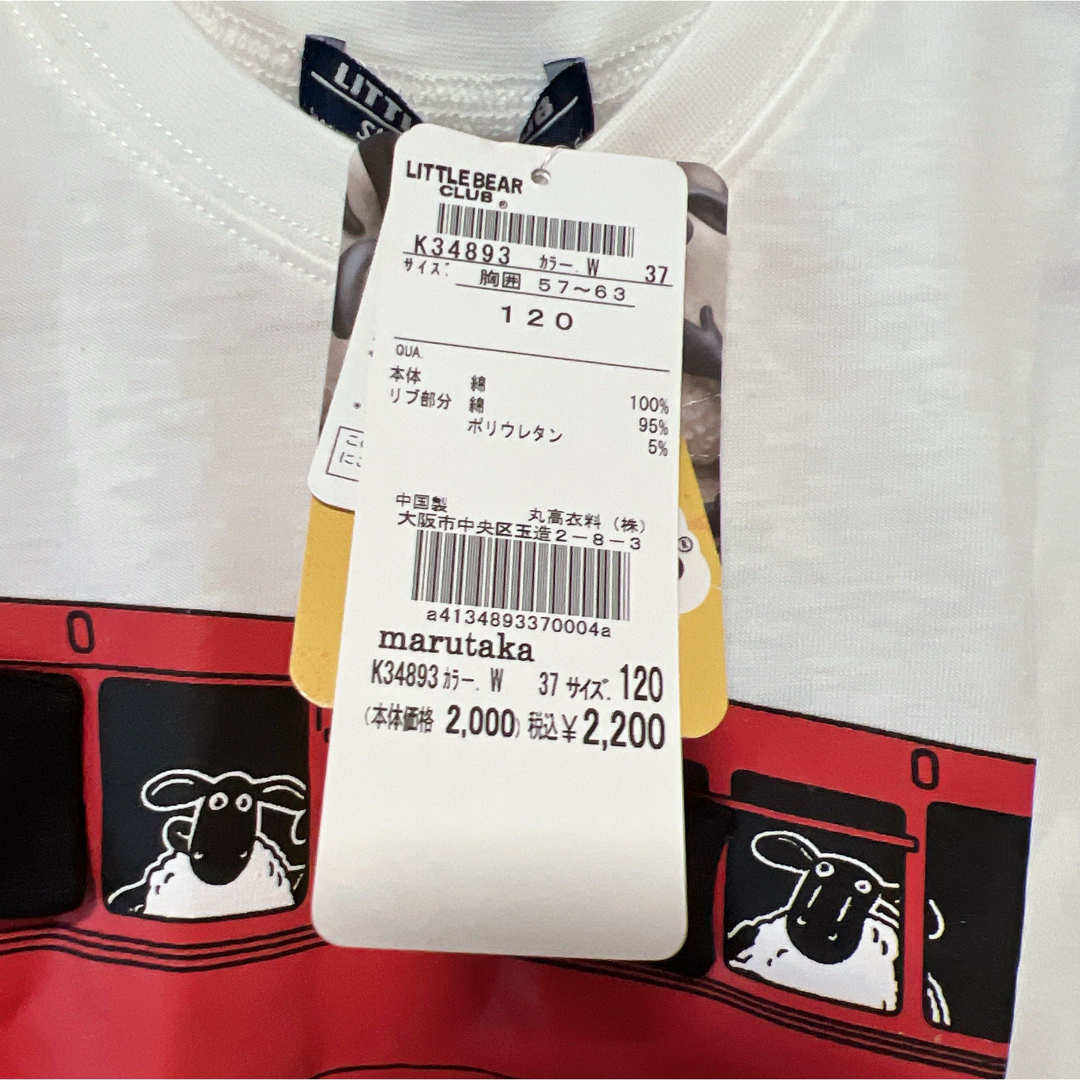 LITT
LITTLE BEAR
CLUB®
K34893 カラー. W 37
サイズ. 胸囲 57～63
120
QUA.
本体 綿 100%
リブ部分 綿 95%
ポリウレタン 5%
中国製 丸高衣料（株）
大阪市中央区玉造2-8-3
a4134893370004a
marutaka
K34893 カラー. W 37 サイズ. 120
(本体価格 2,000) 税込￥2,200